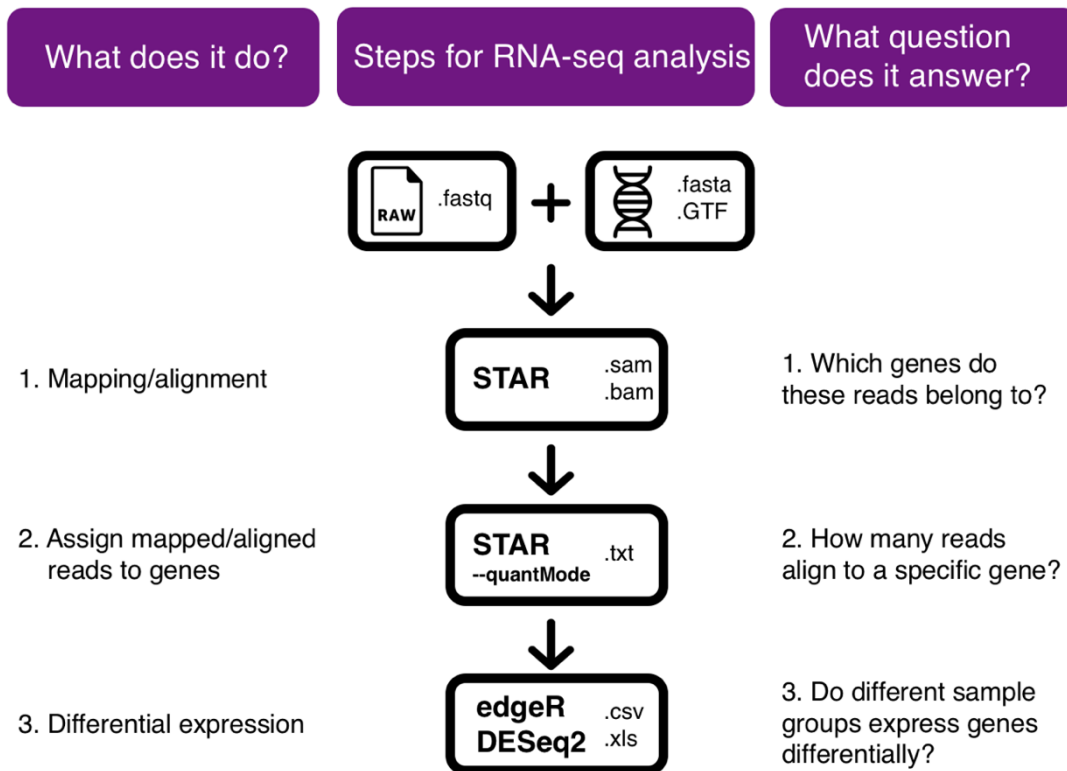 What does it do?
Steps for RNA-seq analysis
What question
does it answer?
RAW
.fastq
+
.fasta
.GTF
1. Mapping/alignment
STAR
.sam
.bam
1. Which genes do
these reads belong to?
2. Assign mapped/aligned
reads to genes
STAR
--quantMode
.txt
2. How many reads
align to a specific gene?
3. Differential expression
edgeR
DESeq2
.csv
.xls
3. Do different sample
groups express genes
differentially?